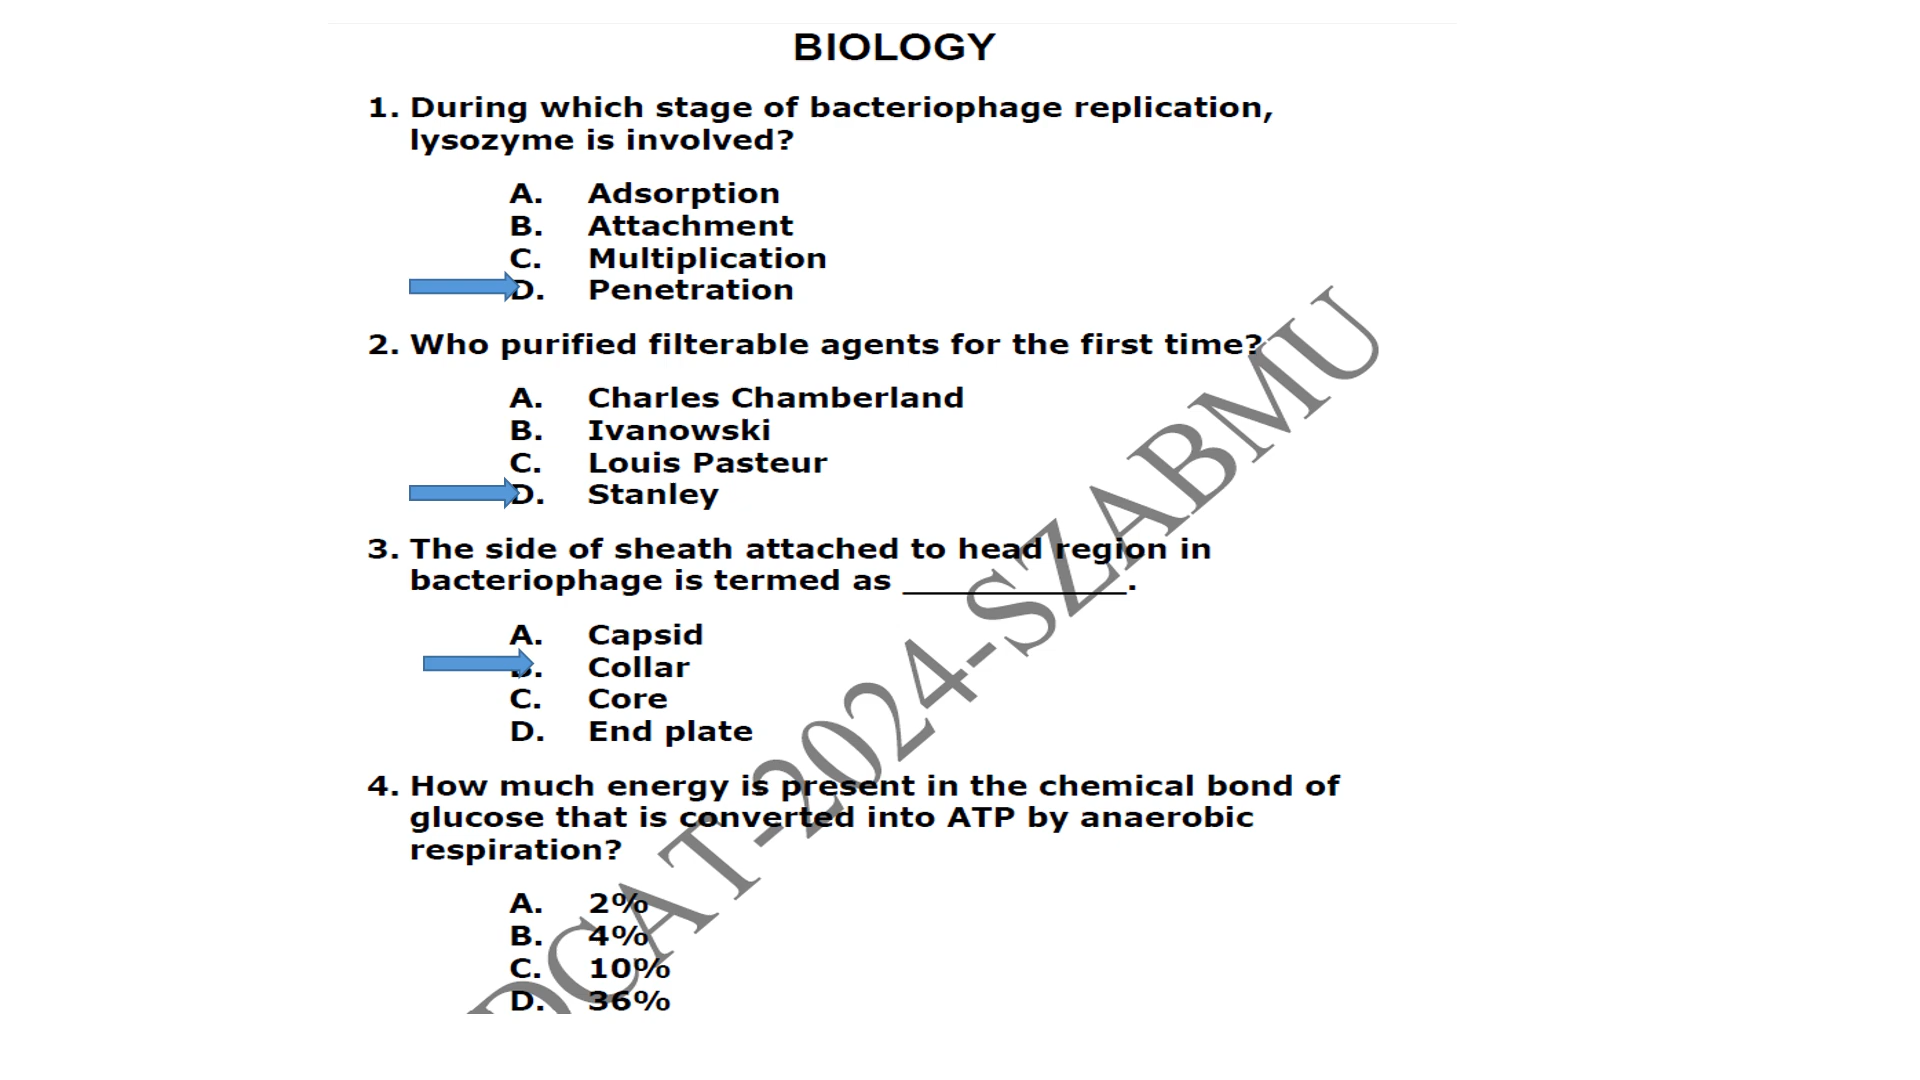 BIOLOGY
1. During which stage of bacteriophage replication,
lysozyme is involved?
A. Adsorption
B. Attachment
C. Multiplication
D. Penetration
2. Who purified filterable agents for the first time?
A. Charles Chamberland
B. Ivanowski
C. Louis Pasteur
D. Stanley
3. The side of sheath attached to head region in
bacteriophage is termed as ______________.
A. Capsid
B. Collar
C. Core
D. End plate
4. How much energy is present in the chemical bond of
glucose that is converted into ATP by anaerobic
respiration?
A. 2%
B. 4%
C. 10%
D. 36%
DCAT-2024-SZABMU